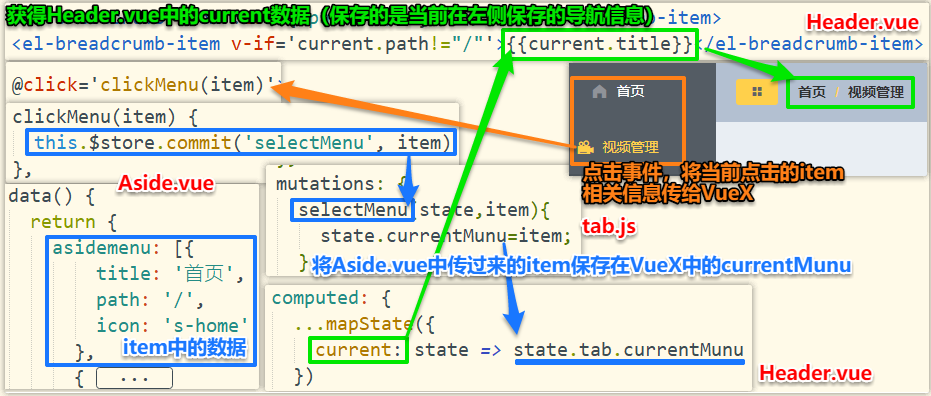 获得Header.vue中的current数据（保存的是当前在左侧保存的导航信息）
-item>
Header.vue
<el-breadcrumb-item v-if='current.path!="/"'>{{current.title}}</el-breadcrumb-item>
@click='clickMenu(item)'
首页
首页 / 视频管理
clickMenu(item) {
this.$store.commit('selectMenu', item)
},
视频管理
点击事件，将当前点击的item
相关信息传给VueX
Aside.vue
mutations: {
selectMenu(state,item){
state.currentMunu=item;
}
tab.js
将Aside.vue中传过来的item保存在VueX中的currentMunu
data() {
return {
asidemenu: [{
title: '首页',
path: '/',
icon: 's-home'
},
item中的数据
{ ...
computed: {
...mapState({
current: state => state.tab.currentMunu
})
Header.vue